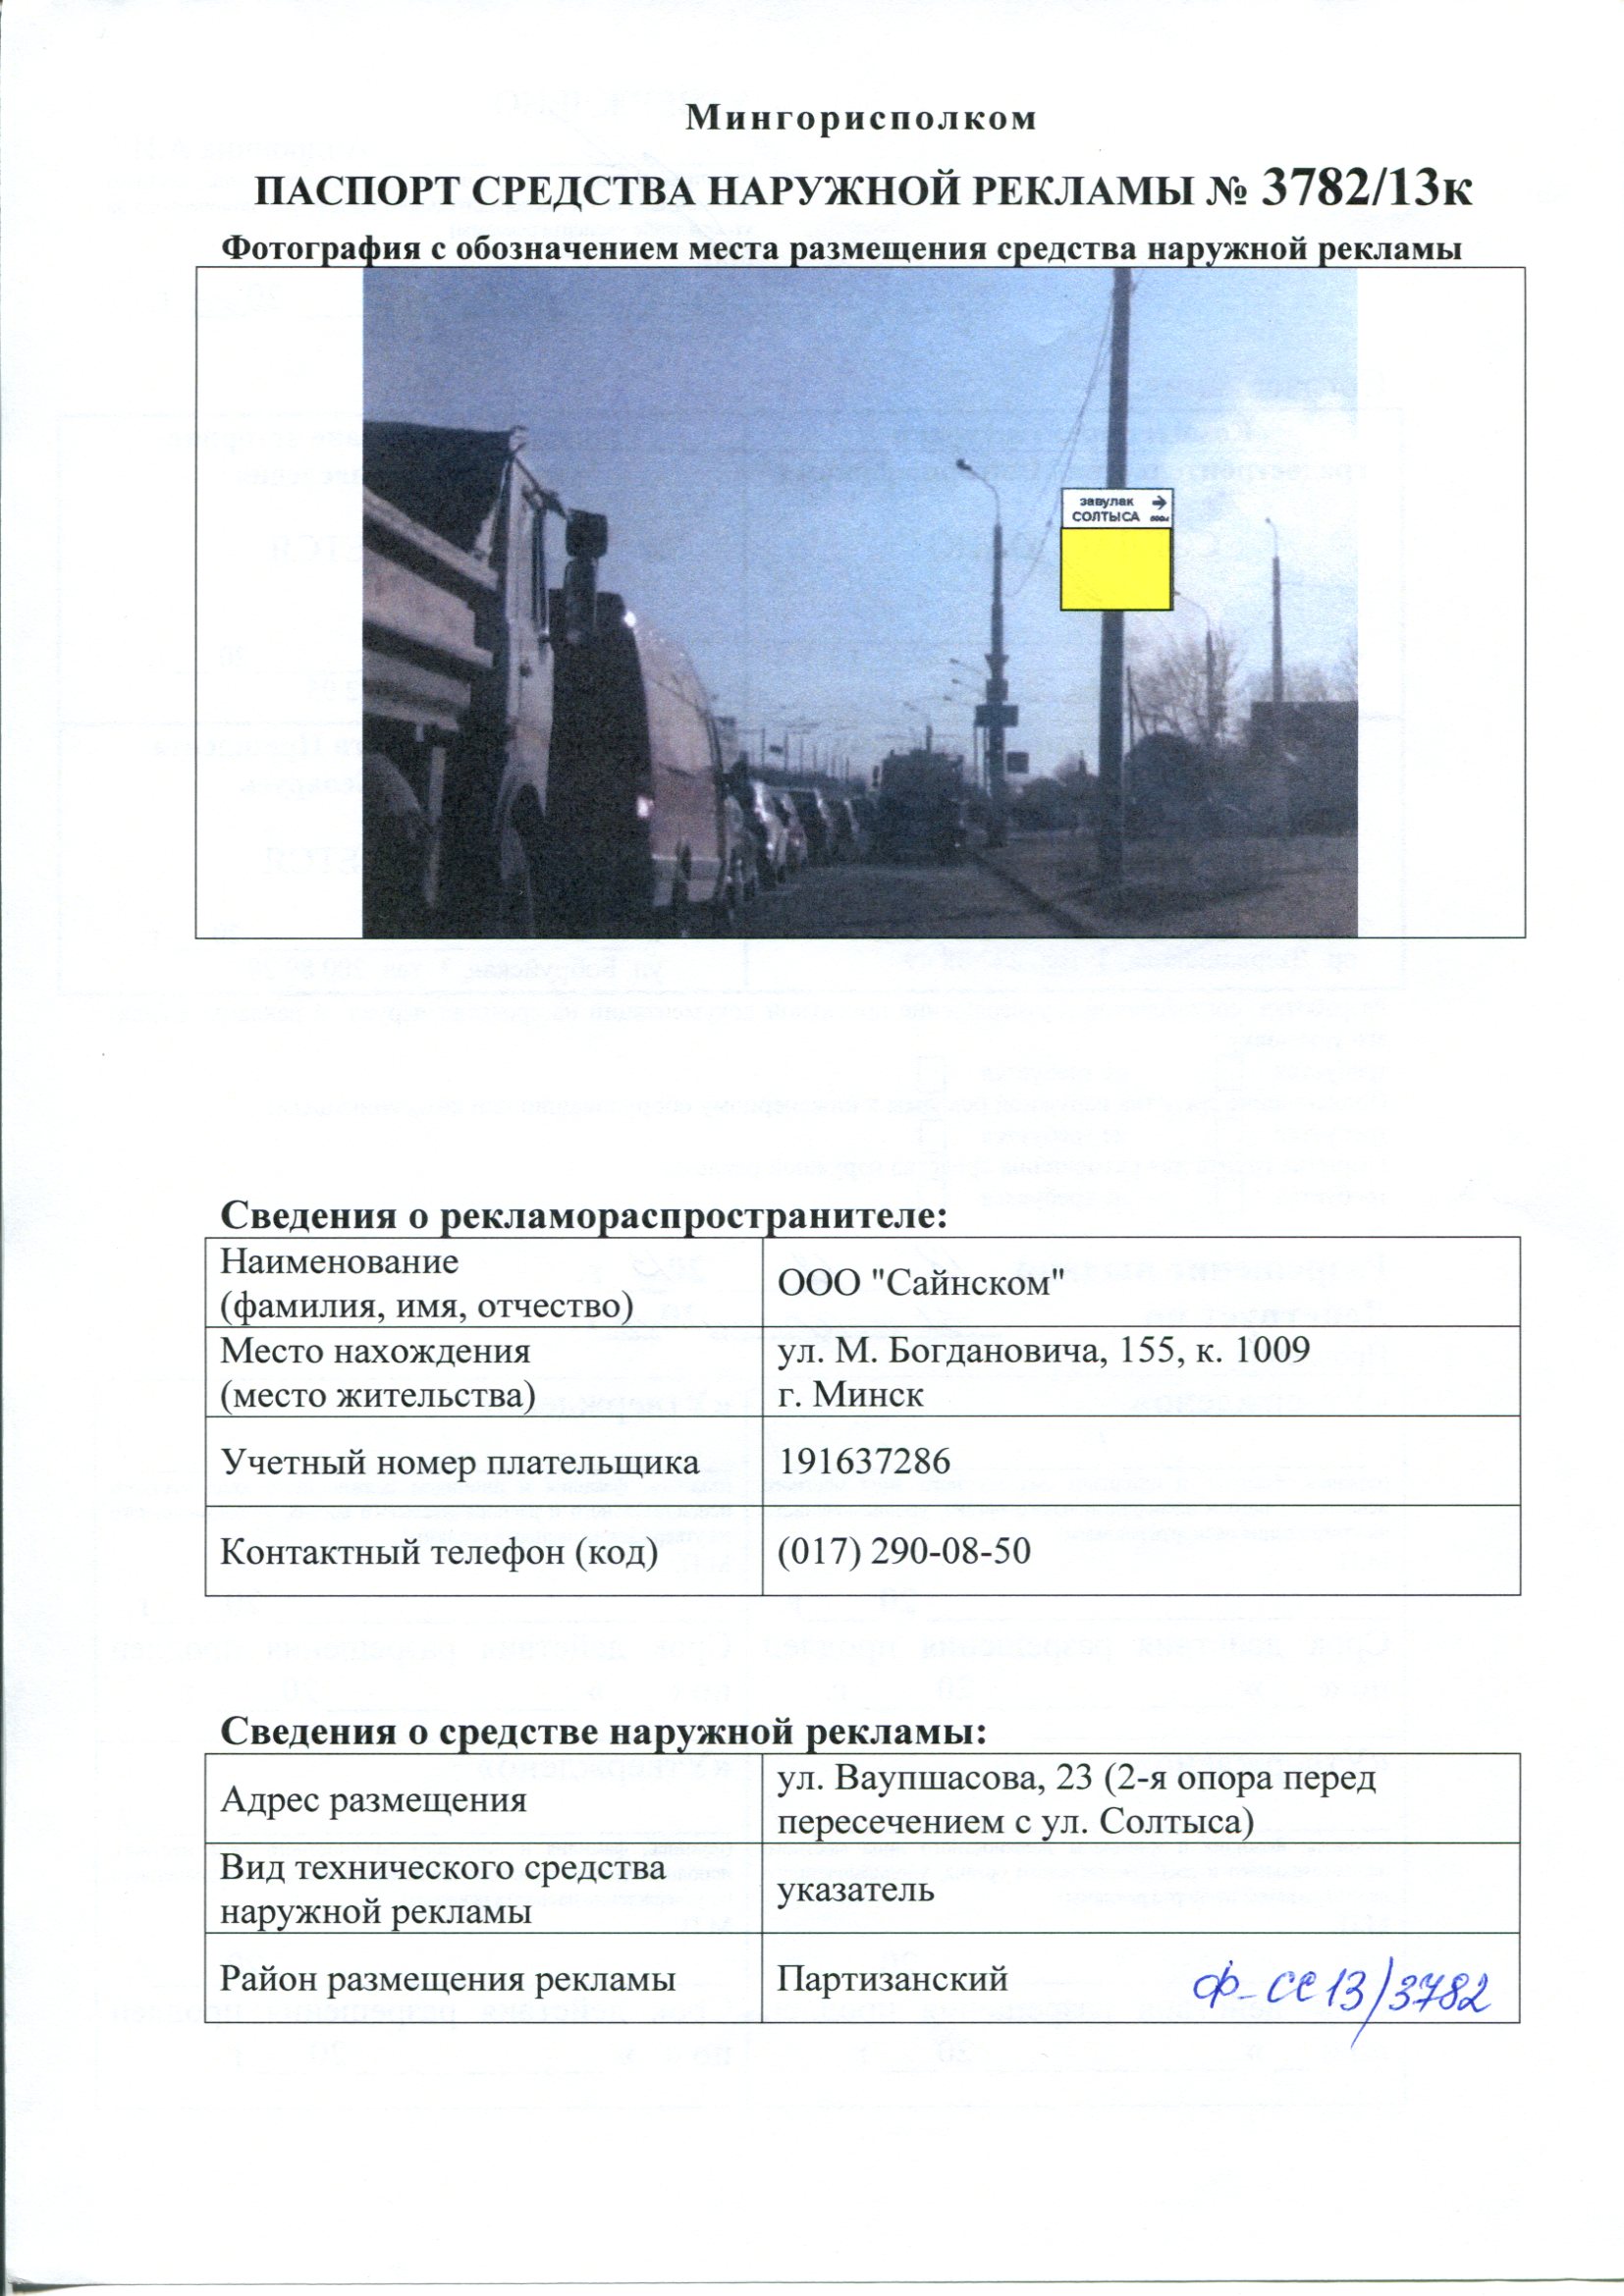 Мингорисполком
ПАСПОРТ СРЕДСТВА НАРУЖНОЙ РЕКЛАМЫ № 3782/13к
Фотография с обозначением места размещения средства наружной рекламы
завулак
СОЛТЫСА
Сведения о рекламораспространителе:
Наименование
(фамилия, имя, отчество)
ООО "Сайнском"
Место нахождения
(место жительства)
ул. М. Богдановича, 155, к. 1009
г. Минск
Учетный номер плательщика
191637286
Контактный телефон (код)
(017) 290-08-50
Сведения о средстве наружной рекламы:
Адрес размещения
ул. Ваупшасова, 23 (2-я опора перед
пересечением с ул. Солтыса)
Вид технического средства
наружной рекламы
указатель
Район размещения рекламы
Партизанский
ф-сс13/3782